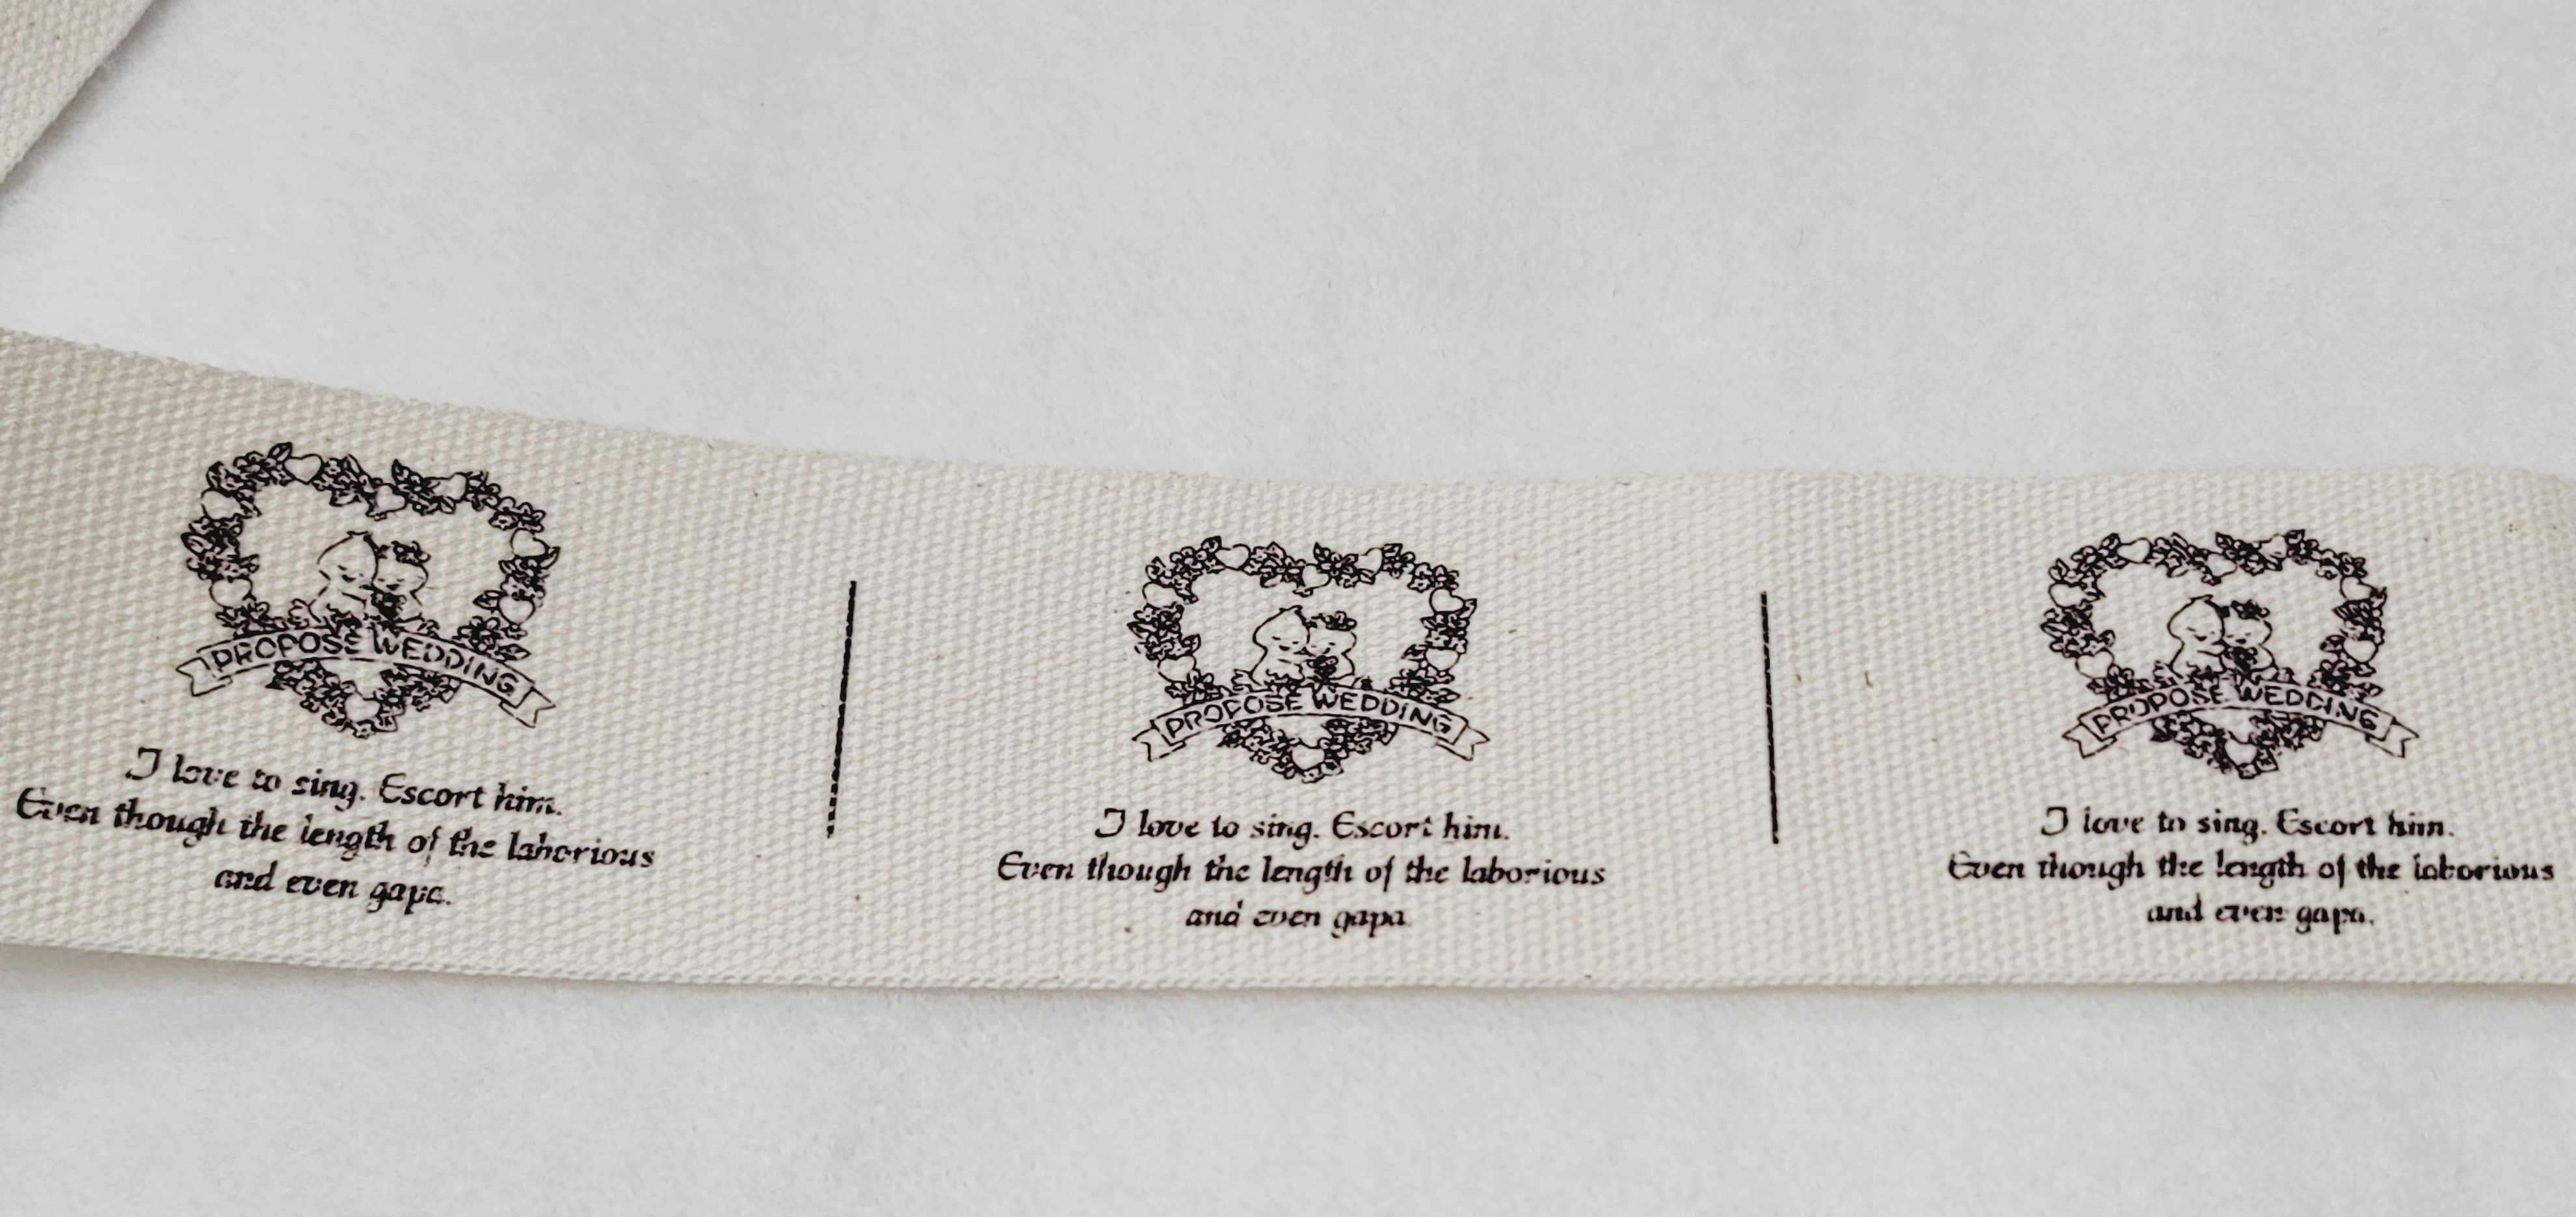 PROPOSE WEDDING
I love to sing. Escort him.
Even though the length of the laborious
and even gapa.
PROPOSE WEDDING
I love to sing. Escort him.
Even though the length of the laborious
and even gapa
PROPOSE WEDDING
I love to sing. Escort him.
Even though the length of the laborious
and even gapa.